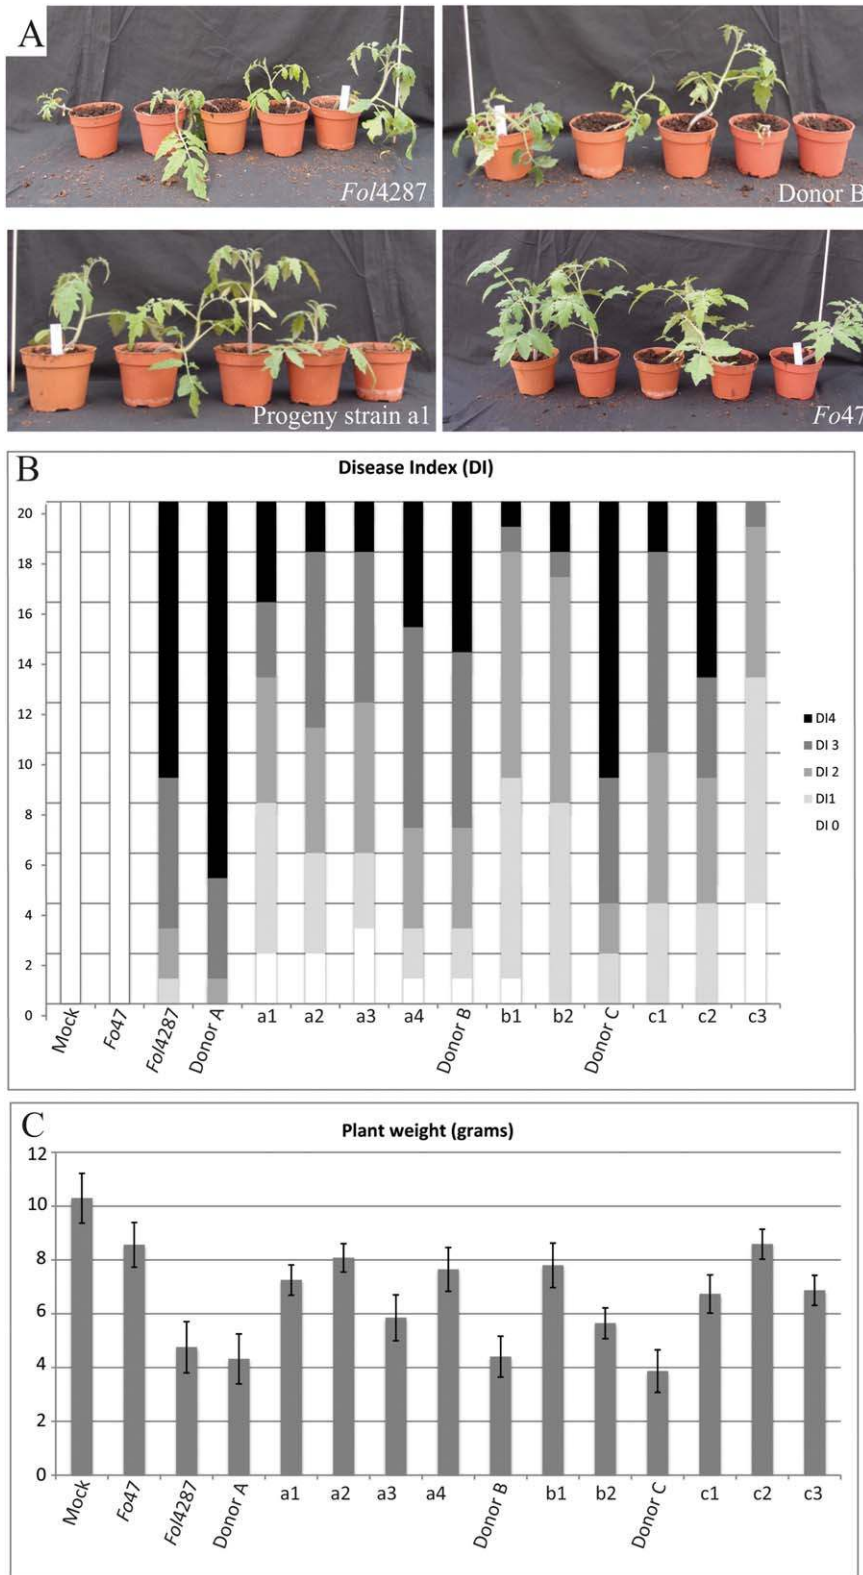 A
Fol4287
Donor B
Progeny strain a1
Fo47
B
Disease Index (DI)
20
18
16
14
12
10
8
6
4
2
0
DI4
DI 3
DI 2
DI1
DI 0
Mock Fo47 Fol4287 Donor A a1 a2 a3 a4 Donor B b1 b2 Donor C c1 c2 c3
C
Plant weight (grams)
12
10
8
6
4
2
0
Mock Fo47 Fol4287 Donor A a1 a2 a3 a4 Donor B b1 b2 Donor C c1 c2 c3